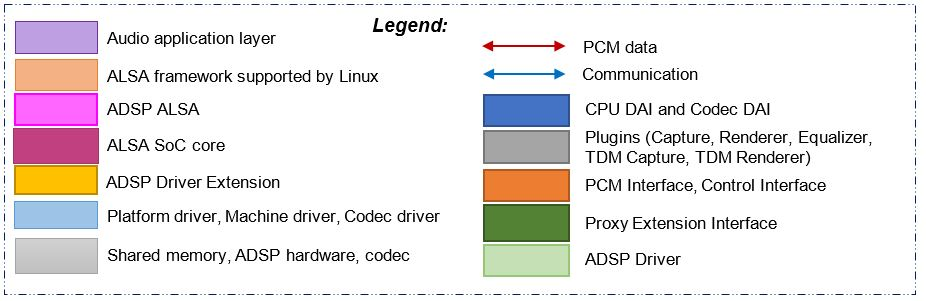 Legend:
Audio application layer
ALSA framework supported by Linux
ADSP ALSA
ALSA SoC core
ADSP Driver Extension
Platform driver, Machine driver, Codec driver
Shared memory, ADSP hardware, codec
PCM data
Communication
CPU DAI and Codec DAI
Plugins (Capture, Renderer, Equalizer,
TDM Capture, TDM Renderer)
PCM Interface, Control Interface
Proxy Extension Interface
ADSP Driver